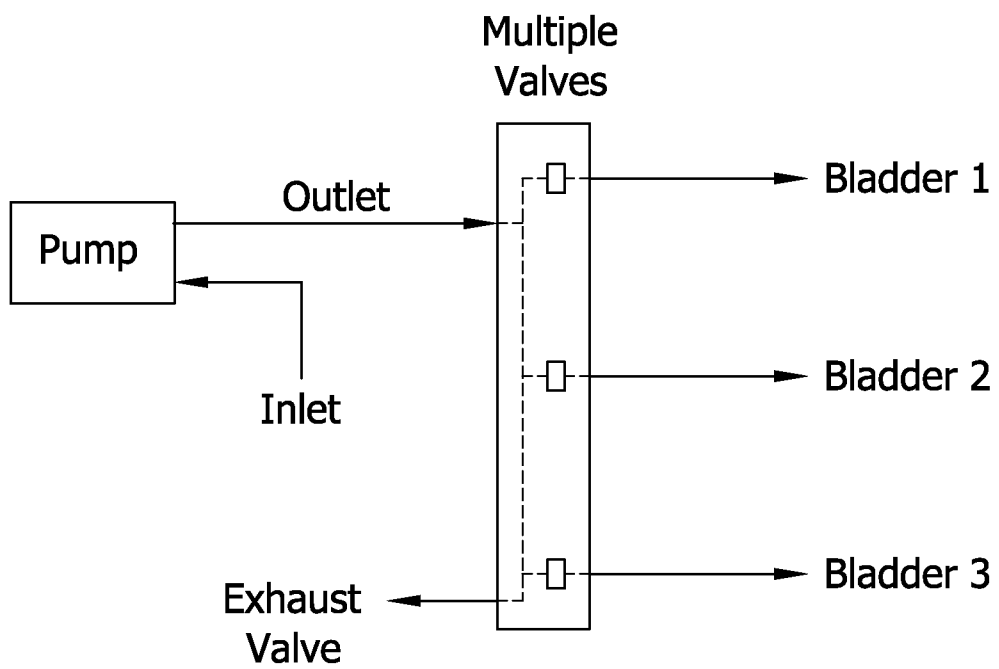 Multiple
Valves
Bladder 1
Outlet
Pump
Bladder 2
Inlet
Bladder 3
Exhaust
Valve